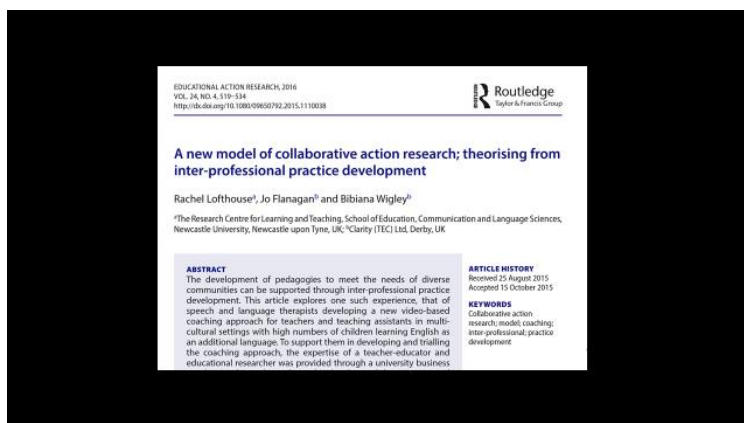 EDUCATIONAL ACTION RESEARCH, 2016
VOL. 24, NO. 4, 519–534
http://dx.doi.org/10.1080/09650792.2015.1110038
Routledge
Taylor & Francis Group
A new model of collaborative action research; theorising from
inter-professional practice development
Rachel Lofthouseª, Jo Flanaganᵇ and Bibiana Wigleyᵇ
ªThe Research Centre for Learning and Teaching, School of Education, Communication and Language Sciences,
Newcastle University, Newcastle upon Tyne, UK; ᵇClarity (TEC) Ltd, Derby, UK
ABSTRACT
The development of pedagogies to meet the needs of diverse
communities can be supported through inter-professional practice
development. This article explores one such experience, that of
speech and language therapists developing a new video-based
coaching approach for teachers and teaching assistants in multi-
cultural settings with high numbers of children learning English as
an additional language. To support them in developing and trialling
the coaching approach, the expertise of a teacher-educator and
educational researcher was provided through a university business
ARTICLE HISTORY
Received 25 August 2015
Accepted 15 October 2015
KEYWORDS
Collaborative action
research; model; coaching;
inter-professional; practice
development